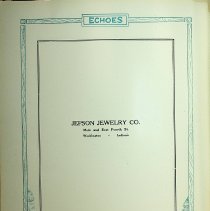 ECHOES
JEPSON JEWELRY CO.
Main and East Fourth St.
Washington - Indiana